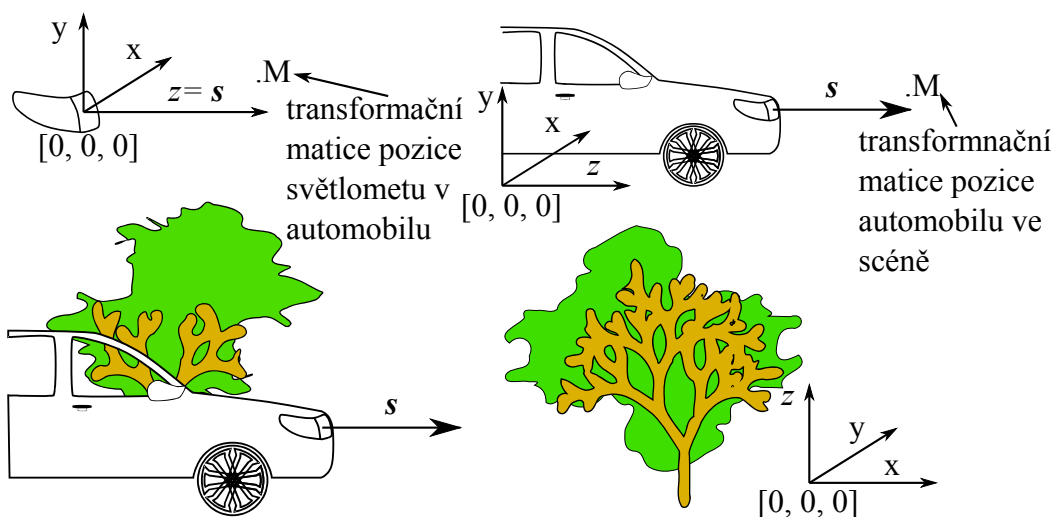 y
x
z= s
.M
[0, 0, 0]
transformační
matice pozice
světlometu v
automobilu
y
x
z
[0, 0, 0]
s
.M
transformnační
matice pozice
automobilu ve
scéně
s
z
y
x
[0, 0, 0]